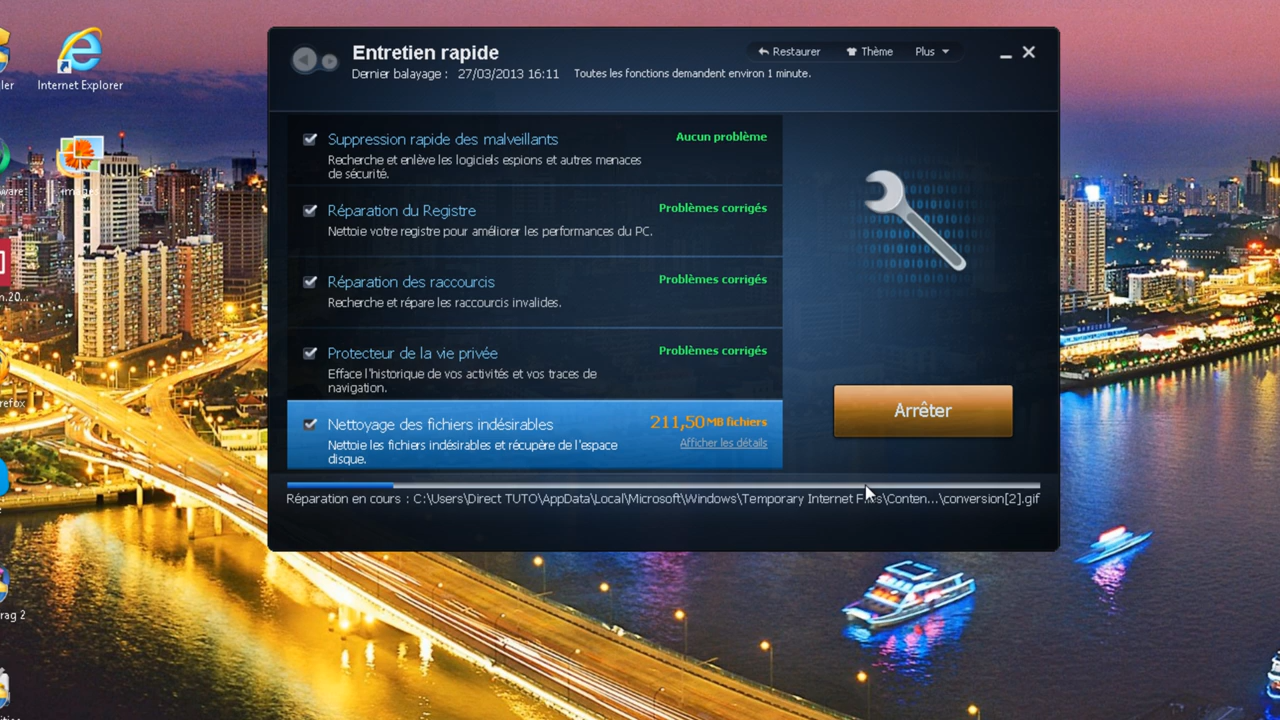 Entretien rapide
Restaurer
Thème
Plus
Dernier balayage : 27/03/2013 16:11
Toutes les fonctions demandent environ 1 minute.
Internet Explorer
Suppression rapide des malveillants
Aucun problème
Recherche et enlève les logiciels espions et autres menaces
de sécurité.
Réparation du Registre
Problèmes corrigés
Nettoie votre registre pour améliorer les performances du PC.
Réparation des raccourcis
Problèmes corrigés
Recherche et répare les raccourcis invalides.
Protecteur de la vie privée
Problèmes corrigés
Efface l'historique de vos activités et vos traces de
navigation.
Arrêter
Nettoyage des fichiers indésirables
211,50 MB fichiers
Nettoie les fichiers indésirables et récupère de l'espace
disque.
Afficher les détails
Réparation en cours : C:\Users\Direct TUTO\AppData\Local\Microsoft\Windows\Temporary Internet Files\Conten...\conversion[2].gif
rag 2